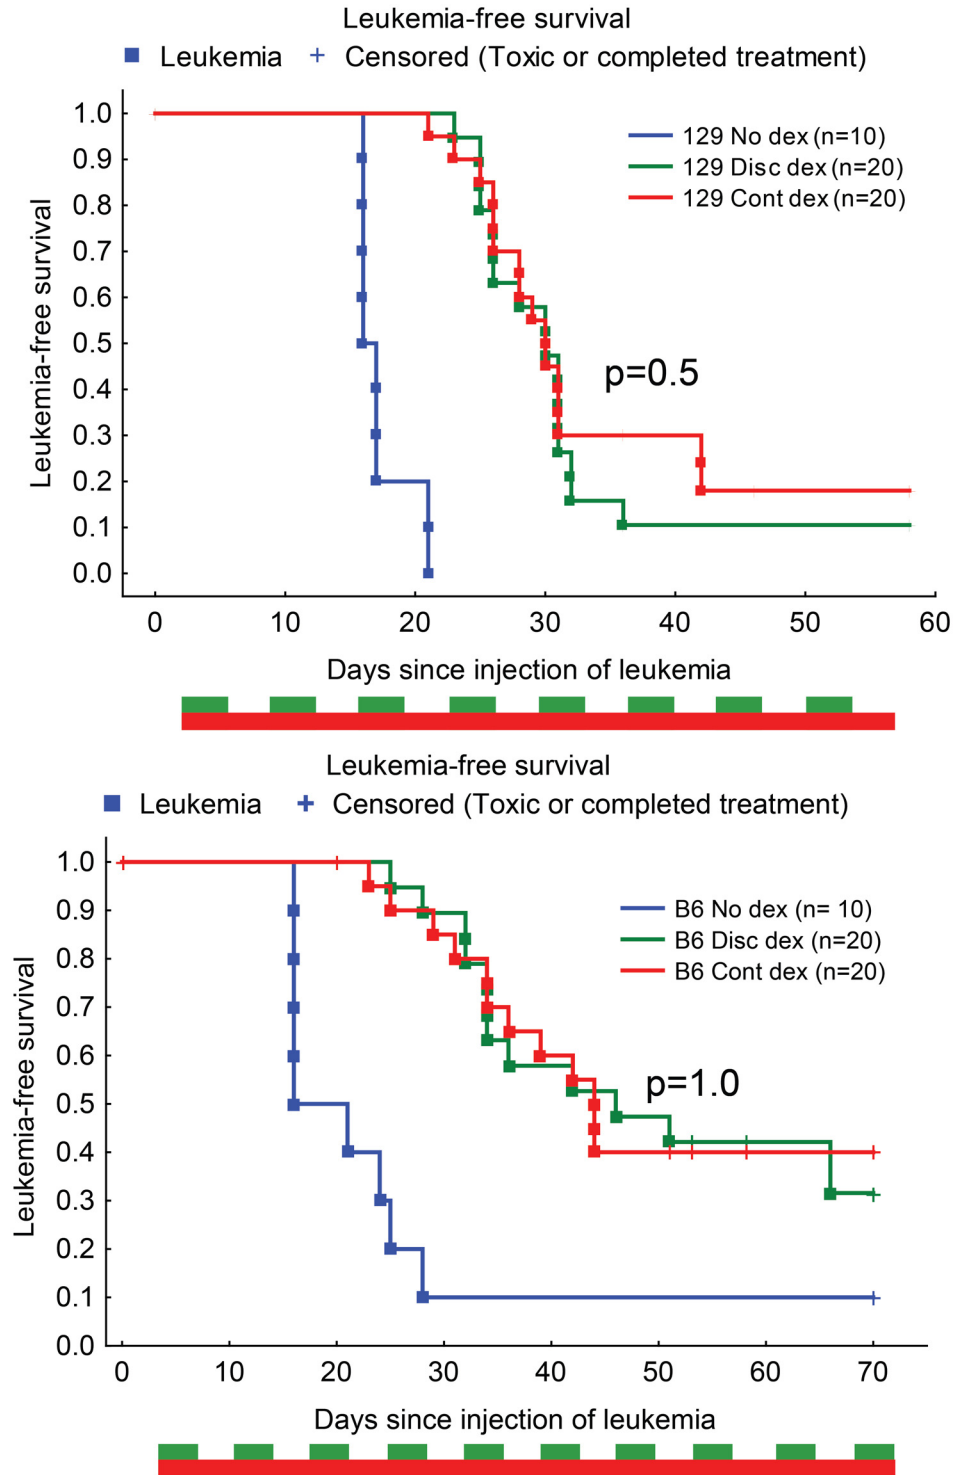 Leukemia-free survival
Leukemia Censored (Toxic or completed treatment)
1.0
0.9
0.8
0.7
0.6
0.5
0.4
0.3
0.2
0.1
0.0
Leukemia-free survival
129 No dex (n=10)
129 Disc dex (n=20)
129 Cont dex (n=20)
p=0.5
0 10 20 30 40 50 60
Days since injection of leukemia
Leukemia-free survival
Leukemia Censored (Toxic or completed treatment)
1.0
0.9
0.8
0.7
0.6
0.5
0.4
0.3
0.2
0.1
0.0
Leukemia-free survival
B6 No dex (n= 10)
B6 Disc dex (n=20)
B6 Cont dex (n=20)
p=1.0
0 10 20 30 40 50 60 70
Days since injection of leukemia